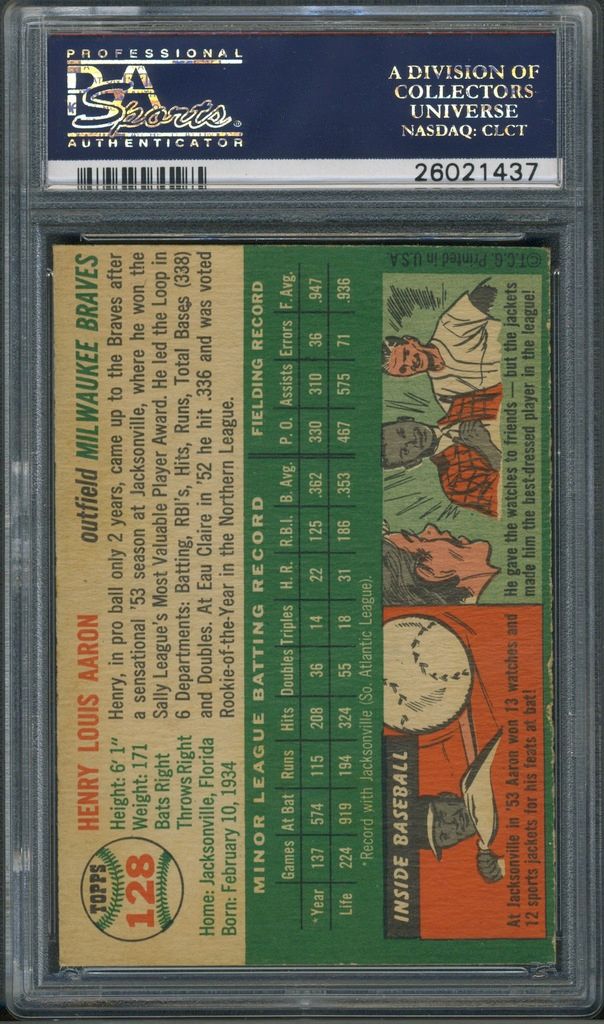 PROFESSIONAL
PSA
Sports®
AUTHENTICATOR
A DIVISION OF
COLLECTORS
UNIVERSE
NASDAQ: CLCT
26021437
TOPPS
128
HENRY LOUIS AARON
outfield MILWAUKEE BRAVES
Height: 6' 1"
Weight: 171
Bats Right
Throws Right
Home: Jacksonville, Florida
Born: February 10, 1934
Henry, in pro ball only 2 years, came up to the Braves after
a sensational '53 season at Jacksonville, where he won the
Sally League's Most Valuable Player Award. He led the Loop in
6 Departments: Batting, RBI's, Hits, Runs, Total Bases (338)
and Doubles. At Eau Claire in '52 he hit .336 and was voted
Rookie-of-the-Year in the Northern League.
MINOR LEAGUE BATTING RECORD FIELDING RECORD
Games At Bat Runs Hits Doubles Triples H. R. R.B.I. B. Avg. P. O. Assists Errors F. Avg.
*Year 137 574 115 208 36 14 22 125 .362 330 310 36 .947
Life 224 919 194 324 55 18 31 186 .353 467 575 71 .936
*Record with Jacksonville (So. Atlantic League).
INSIDE BASEBALL
At Jacksonville in '53 Aaron won 13 watches and
12 sports jackets for his feats at bat!
He gave the watches to friends — but the jackets
made him the best-dressed player in the league!
©T.C.G. Printed in U.S.A.